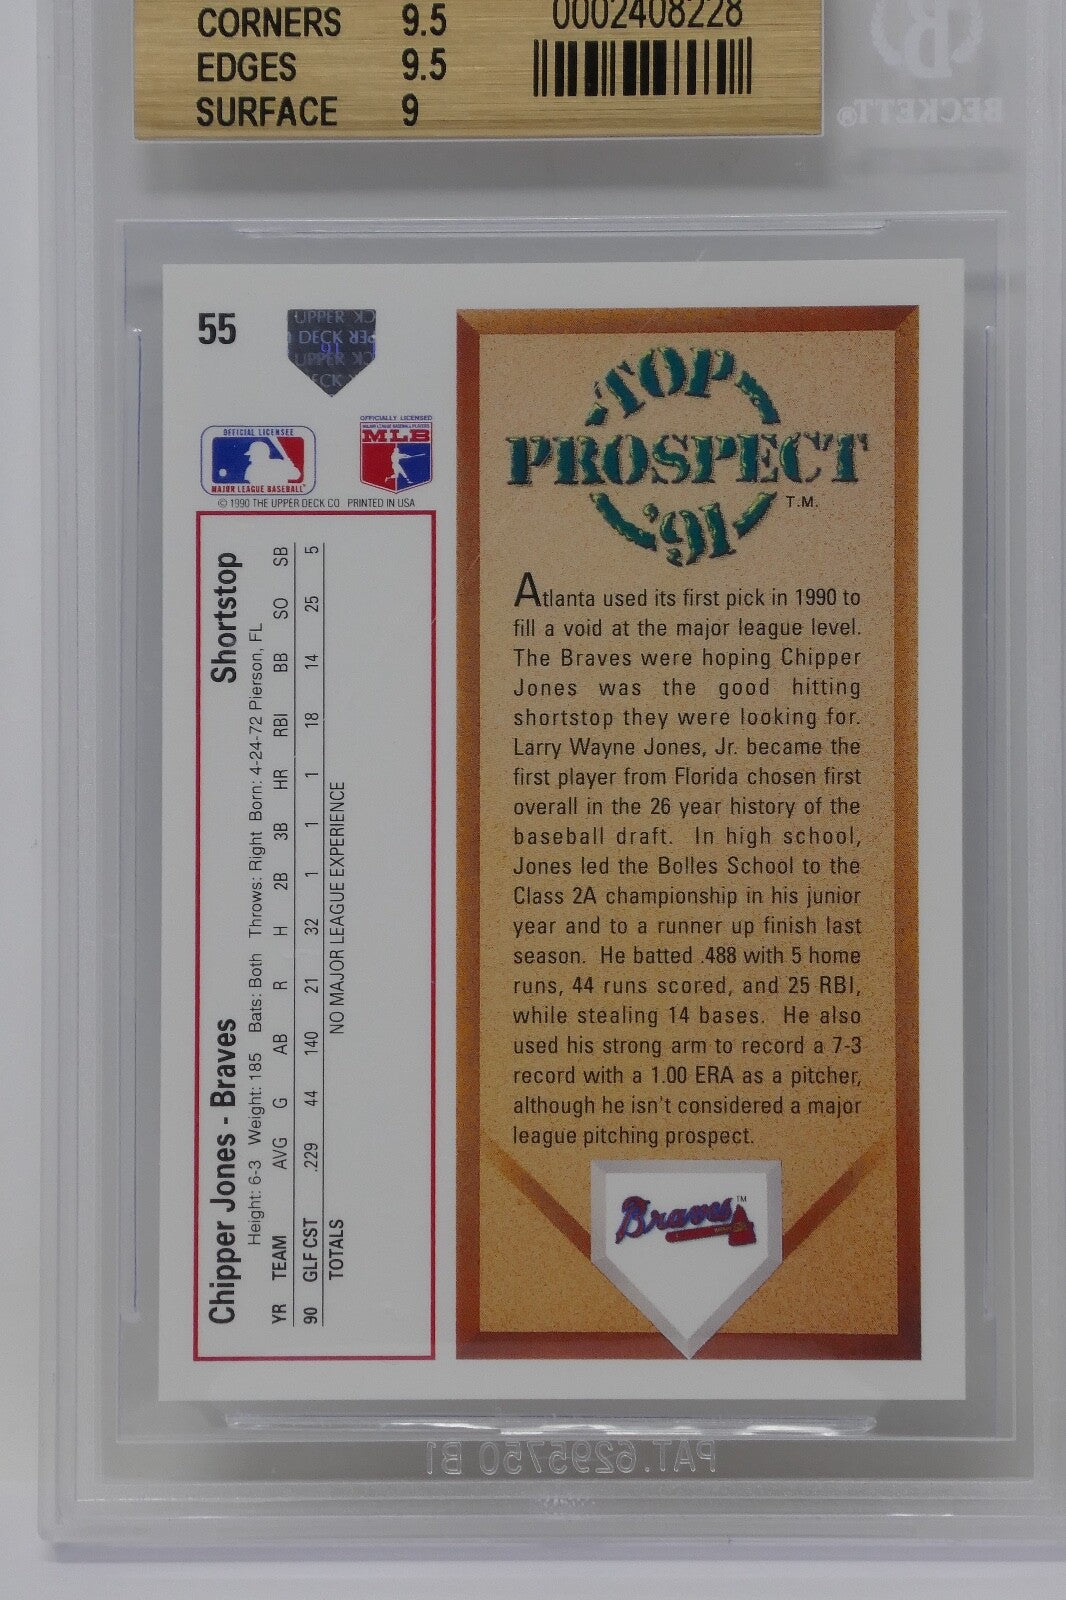 CORNERS 9.5
EDGES 9.5
SURFACE 9
0002408228
BECKETT®
55
UPPER
DECK
91
UPPER
OFFICIAL LICENSEE
MAJOR LEAGUE BASEBALL
OFFICIALLY LICENSED
MAJOR LEAGUE BASEBALL PLAYERS
MLB
© 1990 THE UPPER DECK CO PRINTED IN USA
Chipper Jones - Braves Shortstop
Height: 6-3 Weight: 185 Bats: Both Throws: Right Born: 4-24-72 Pierson, FL
YR TEAM AVG G AB R H 2B 3B HR RBI BB SO SB
90 GLF CST .229 44 140 21 32 1 1 1 18 14 25 5
TOTALS NO MAJOR LEAGUE EXPERIENCE
TOP
PROSPECT
'91
T.M.
Atlanta used its first pick in 1990 to
fill a void at the major league level.
The Braves were hoping Chipper
Jones was the good hitting
shortstop they were looking for.
Larry Wayne Jones, Jr. became the
first player from Florida chosen first
overall in the 26 year history of the
baseball draft. In high school,
Jones led the Bolles School to the
Class 2A championship in his junior
year and to a runner up finish last
season. He batted .488 with 5 home
runs, 44 runs scored, and 25 RBI,
while stealing 14 bases. He also
used his strong arm to record a 7-3
record with a 1.00 ERA as a pitcher,
although he isn't considered a major
league pitching prospect.
Braves TM
PAT. 6295750 B1